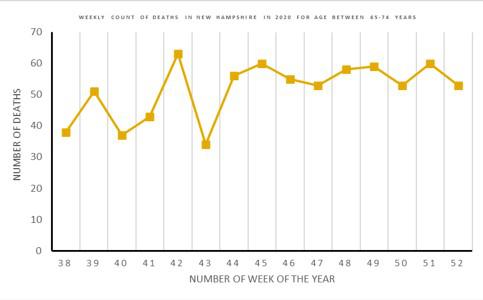 WEEKLY COUNT OF DEATHS IN NEW HAMPSHIRE IN 2020 FOR AGE BETWEEN 65-74 YEARS
70
60
50
40
30
20
10
0
NUMBER OF DEATHS
38 39 40 41 42 43 44 45 46 47 48 49 50 51 52
NUMBER OF WEEK OF THE YEAR